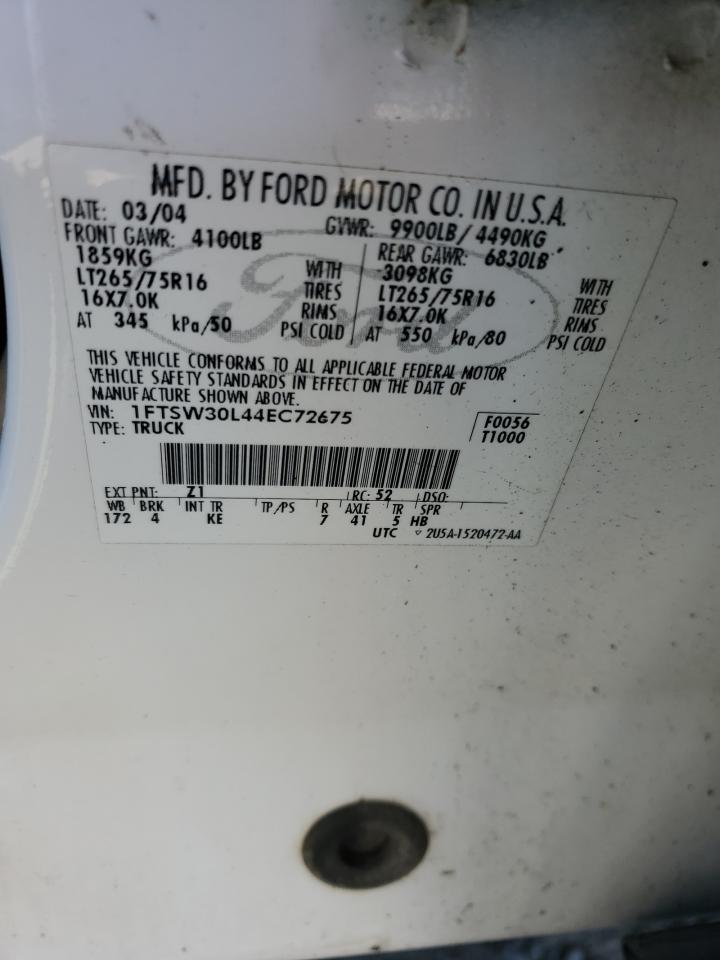 MFD. BY FORD MOTOR CO. IN U.S.A.
DATE: 03/04 GVWR: 9900LB/ 4490KG
FRONT GAWR: 4100LB REAR GAWR: 6830LB
1859KG WITH 3098KG WITH
LT265/75R16 TIRES LT265/75R16 TIRES
16X7.0K RIMS 16X7.0K RIMS
AT 345 kPa/50 PSI COLD AT 550 kPa/80 PSI COLD
Ford
THIS VEHICLE CONFORMS TO ALL APPLICABLE FEDERAL MOTOR
VEHICLE SAFETY STANDARDS IN EFFECT ON THE DATE OF
MANUFACTURE SHOWN ABOVE.
VIN: 1FTSW30L44EC72675 F0056
TYPE: TRUCK T1000
EXT PNT: Z1 RC: 52 DSO:
WB BRK INT TR TP/PS R AXLE TR SPR
172 4 KE 7 41 5 HB
UTC ▽ 2U5A-1520472-AA